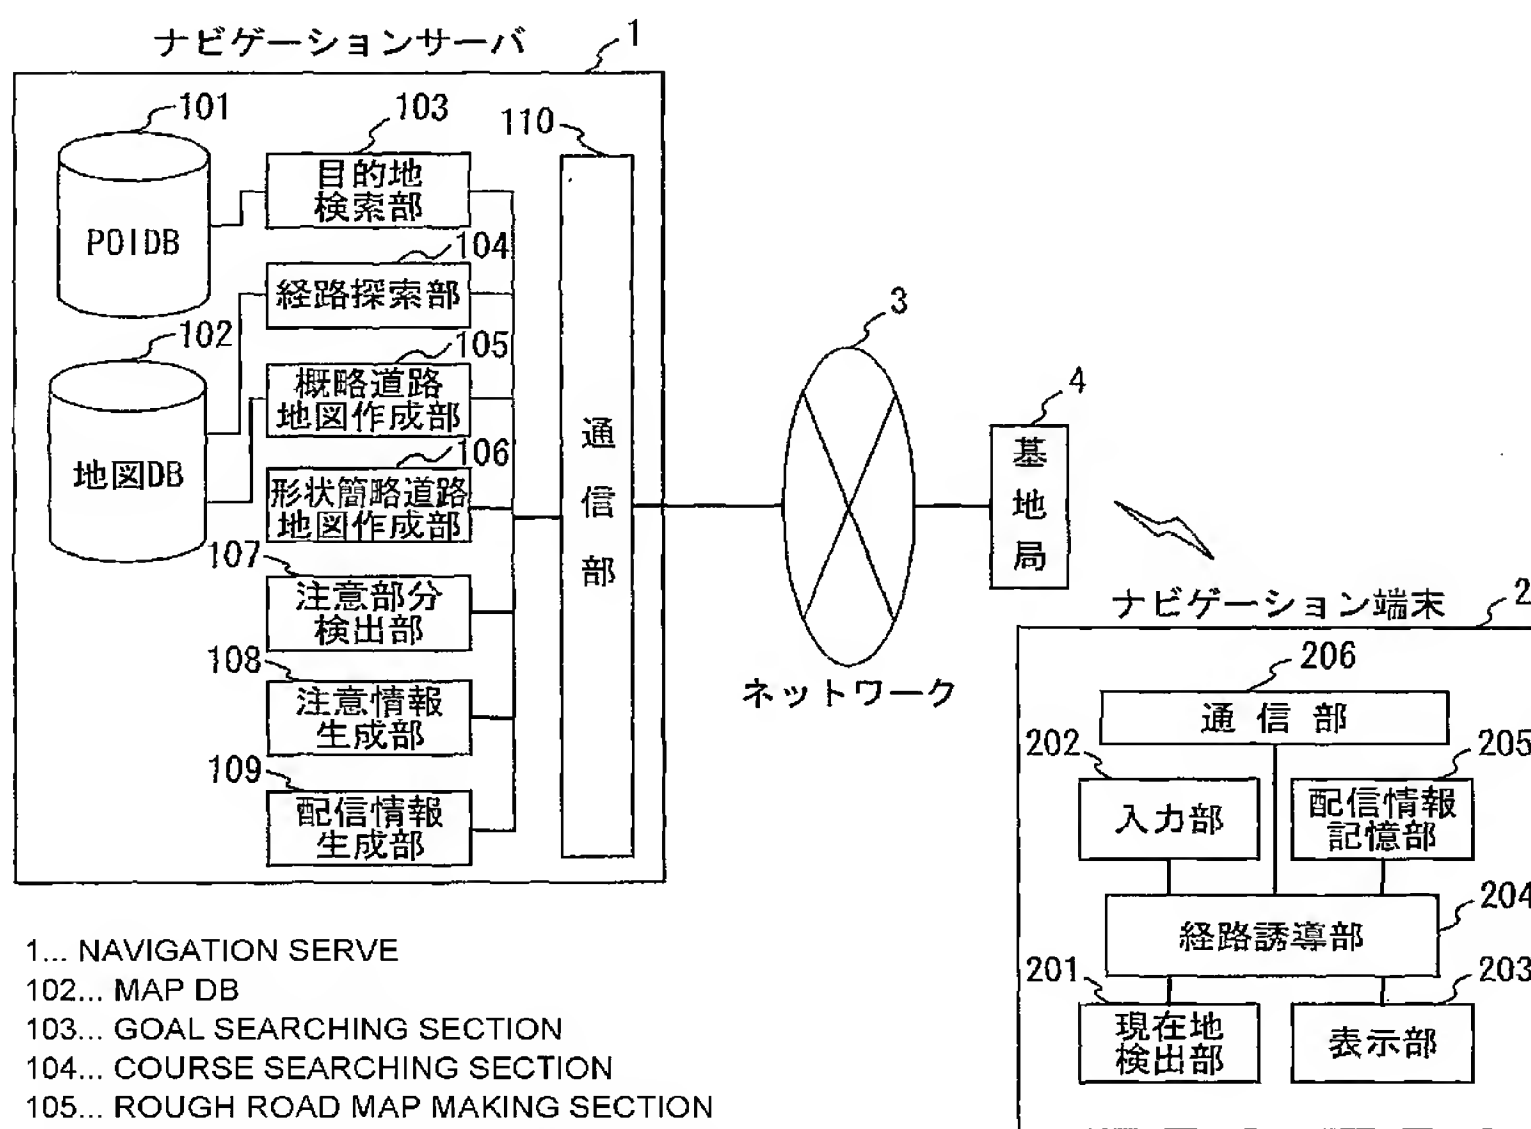 ナビゲーションサーバ
1
101
103
110
目的地
検索部
POIDB
104
経路探索部
102
105
概略道路
地図作成部
地図DB
106
形状簡略道路
地図作成部
107
注意部分
検出部
108
注意情報
生成部
109
配信情報
生成部
通
信
部
3
ネットワーク
4
基
地
局
ナビゲーション端末
2
206
通信部
202
205
入力部
配信情報
記憶部
204
経路誘導部
201
203
現在地
検出部
表示部
1... NAVIGATION SERVE
102... MAP DB
103... GOAL SEARCHING SECTION
104... COURSE SEARCHING SECTION
105... ROUGH ROAD MAP MAKING SECTION